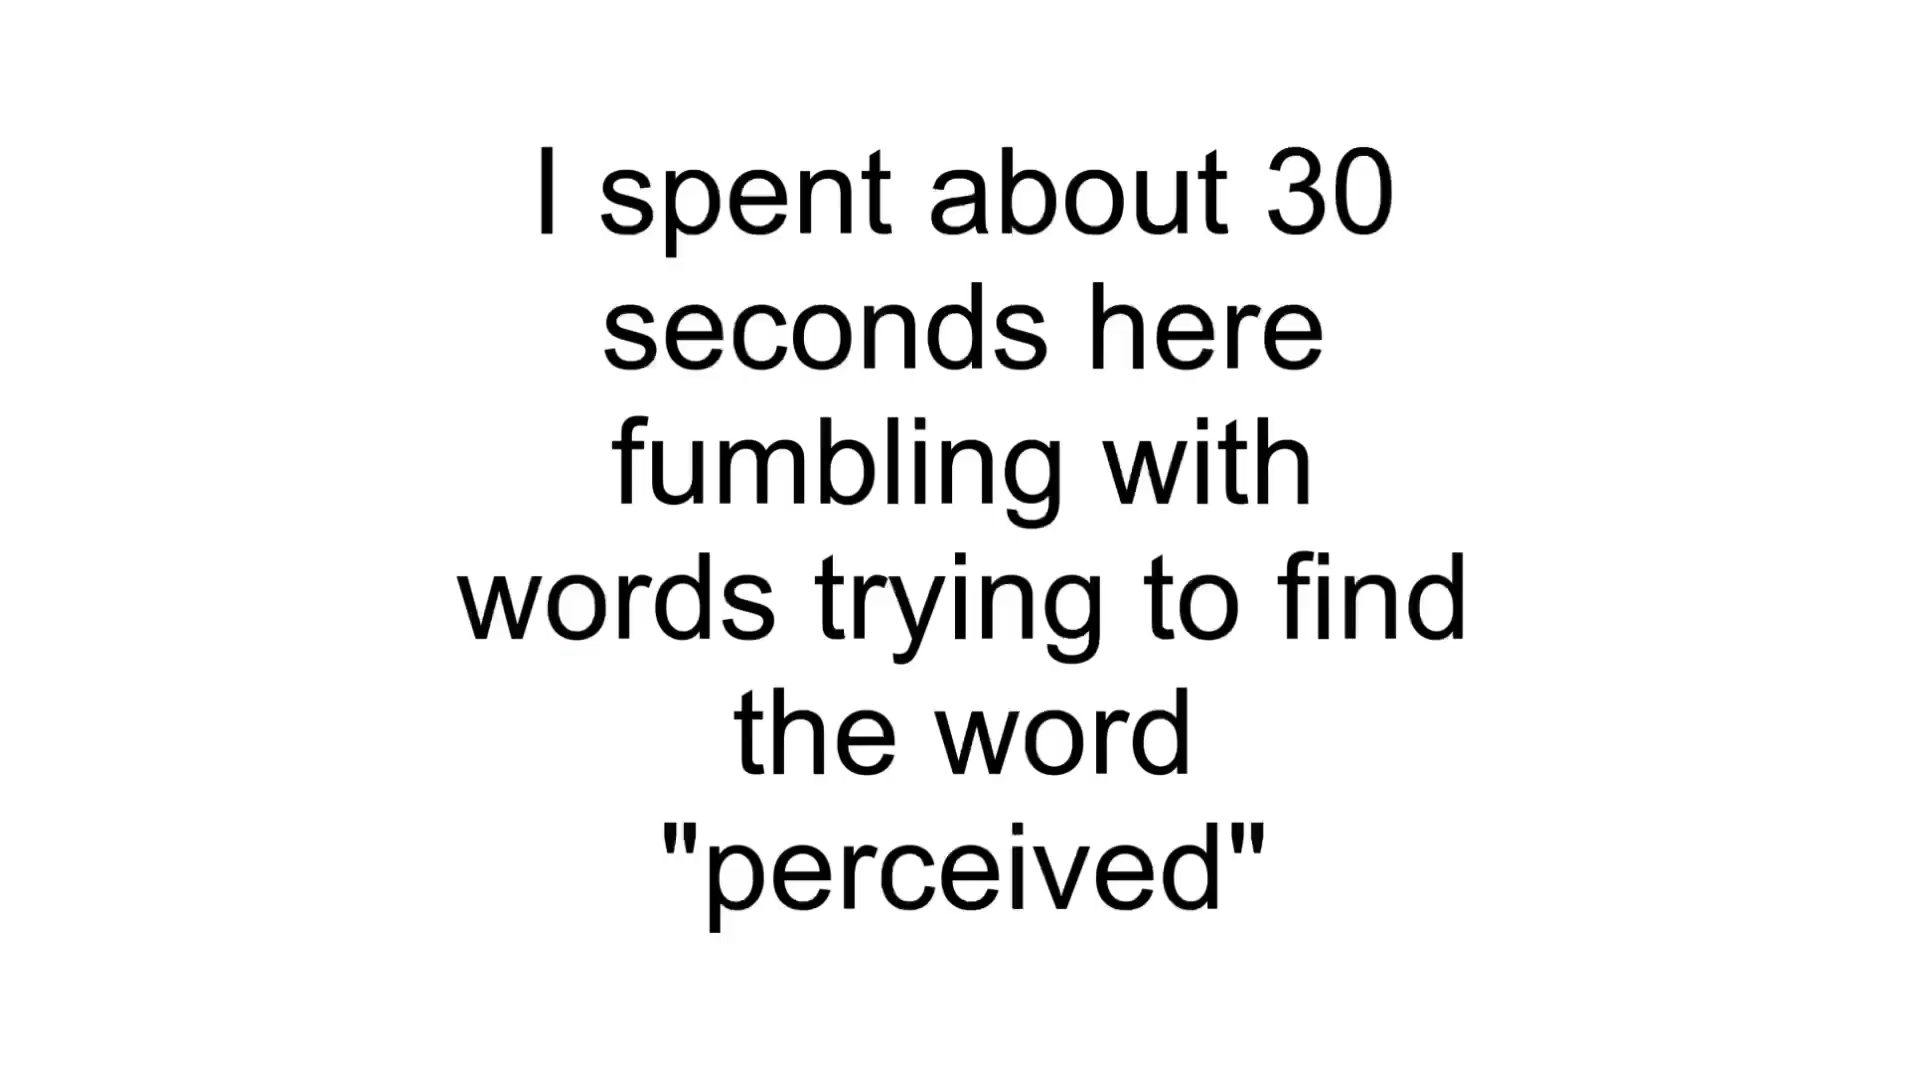 I spent about 30
seconds here
fumbling with
words trying to find
the word
"perceived"